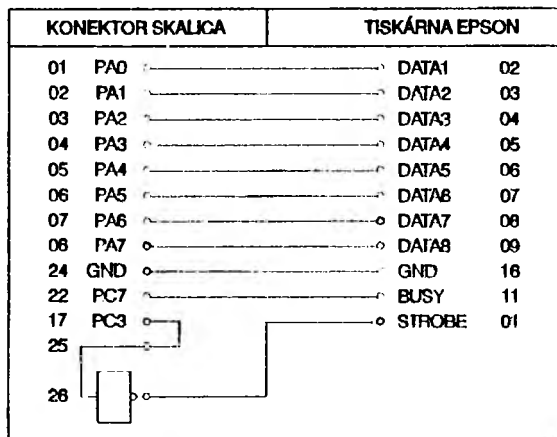 KONEKTOR SKALICA TISKÁRNA EPSON
01 PA0 DATA1 02
02 PA1 DATA2 03
03 PA2 DATA3 04
04 PA3 DATA4 05
05 PA4 DATA5 06
06 PA5 DATA6 07
07 PA6 DATA7 08
08 PA7 DATA8 09
24 GND GND 16
22 PC7 BUSY 11
17 PC3 STROBE 01
25
26